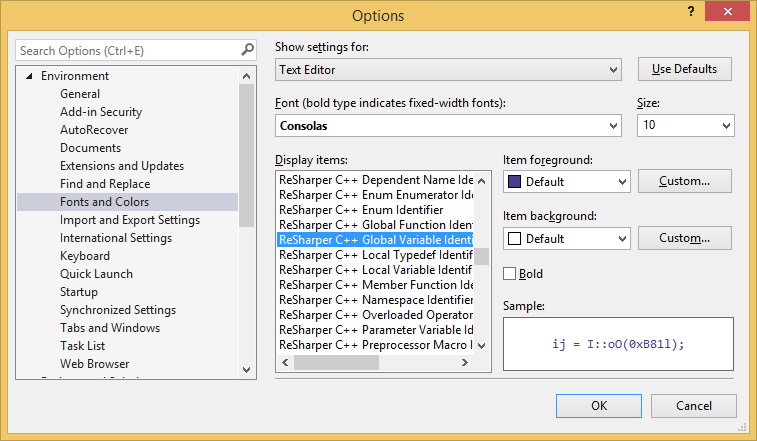 Options
?
Search Options (Ctrl+E)
Environment
General
Add-in Security
AutoRecover
Documents
Extensions and Updates
Find and Replace
Fonts and Colors
Import and Export Settings
International Settings
Keyboard
Quick Launch
Startup
Synchronized Settings
Tabs and Windows
Task List
Web Browser
Show settings for:
Text Editor
Use Defaults
Font (bold type indicates fixed-width fonts):
Size:
Consolas
10
Display items:
ReSharper C++ Dependent Name Ide
ReSharper C++ Enum Enumerator Ide
ReSharper C++ Enum Identifier
ReSharper C++ Global Function Iden
ReSharper C++ Global Variable Identi
ReSharper C++ Local Typedef Identif
ReSharper C++ Local Variable Identif
ReSharper C++ Member Function Ide
ReSharper C++ Namespace Identifier
ReSharper C++ Overloaded Operator
ReSharper C++ Parameter Variable Id
ReSharper C++ Preprocessor Macro I
Item foreground:
Default
Custom...
Item background:
Default
Custom...
Bold
Sample:
ij = I::oO(0xB81l);
OK
Cancel